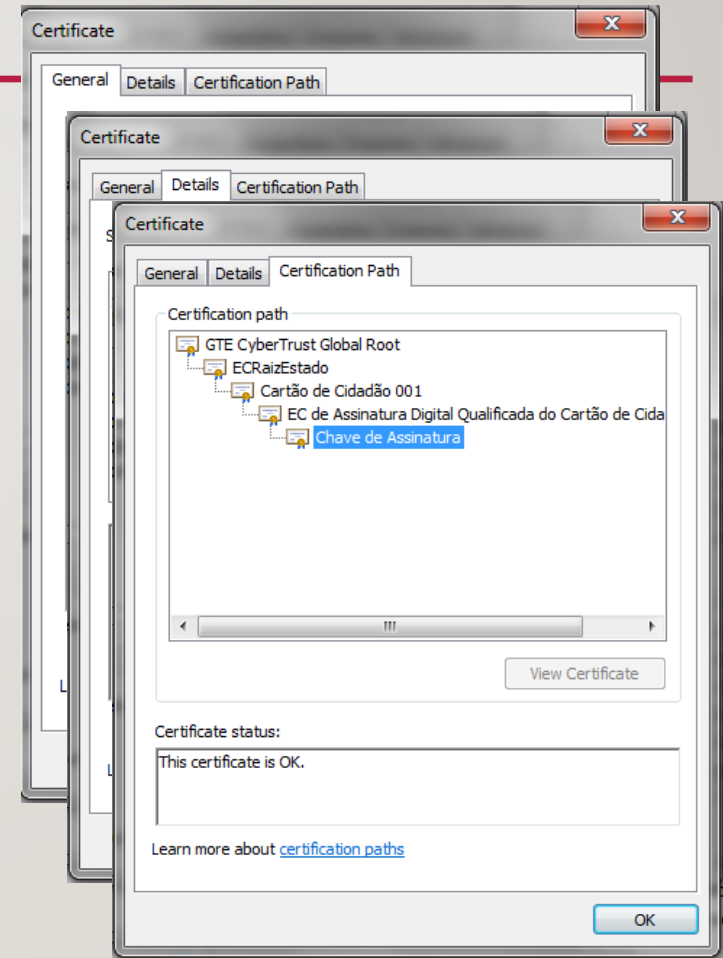 Certificate
General Details Certification Path
Certificate
General Details Certification Path
S
Certificate
General Details Certification Path
Certification path
GTE CyberTrust Global Root
ECRaizEstado
Cartão de Cidadão 001
EC de Assinatura Digital Qualificada do Cartão de Cida
Chave de Assinatura
View Certificate
L
Certificate status:
This certificate is OK.
L
Learn more about certification paths
OK